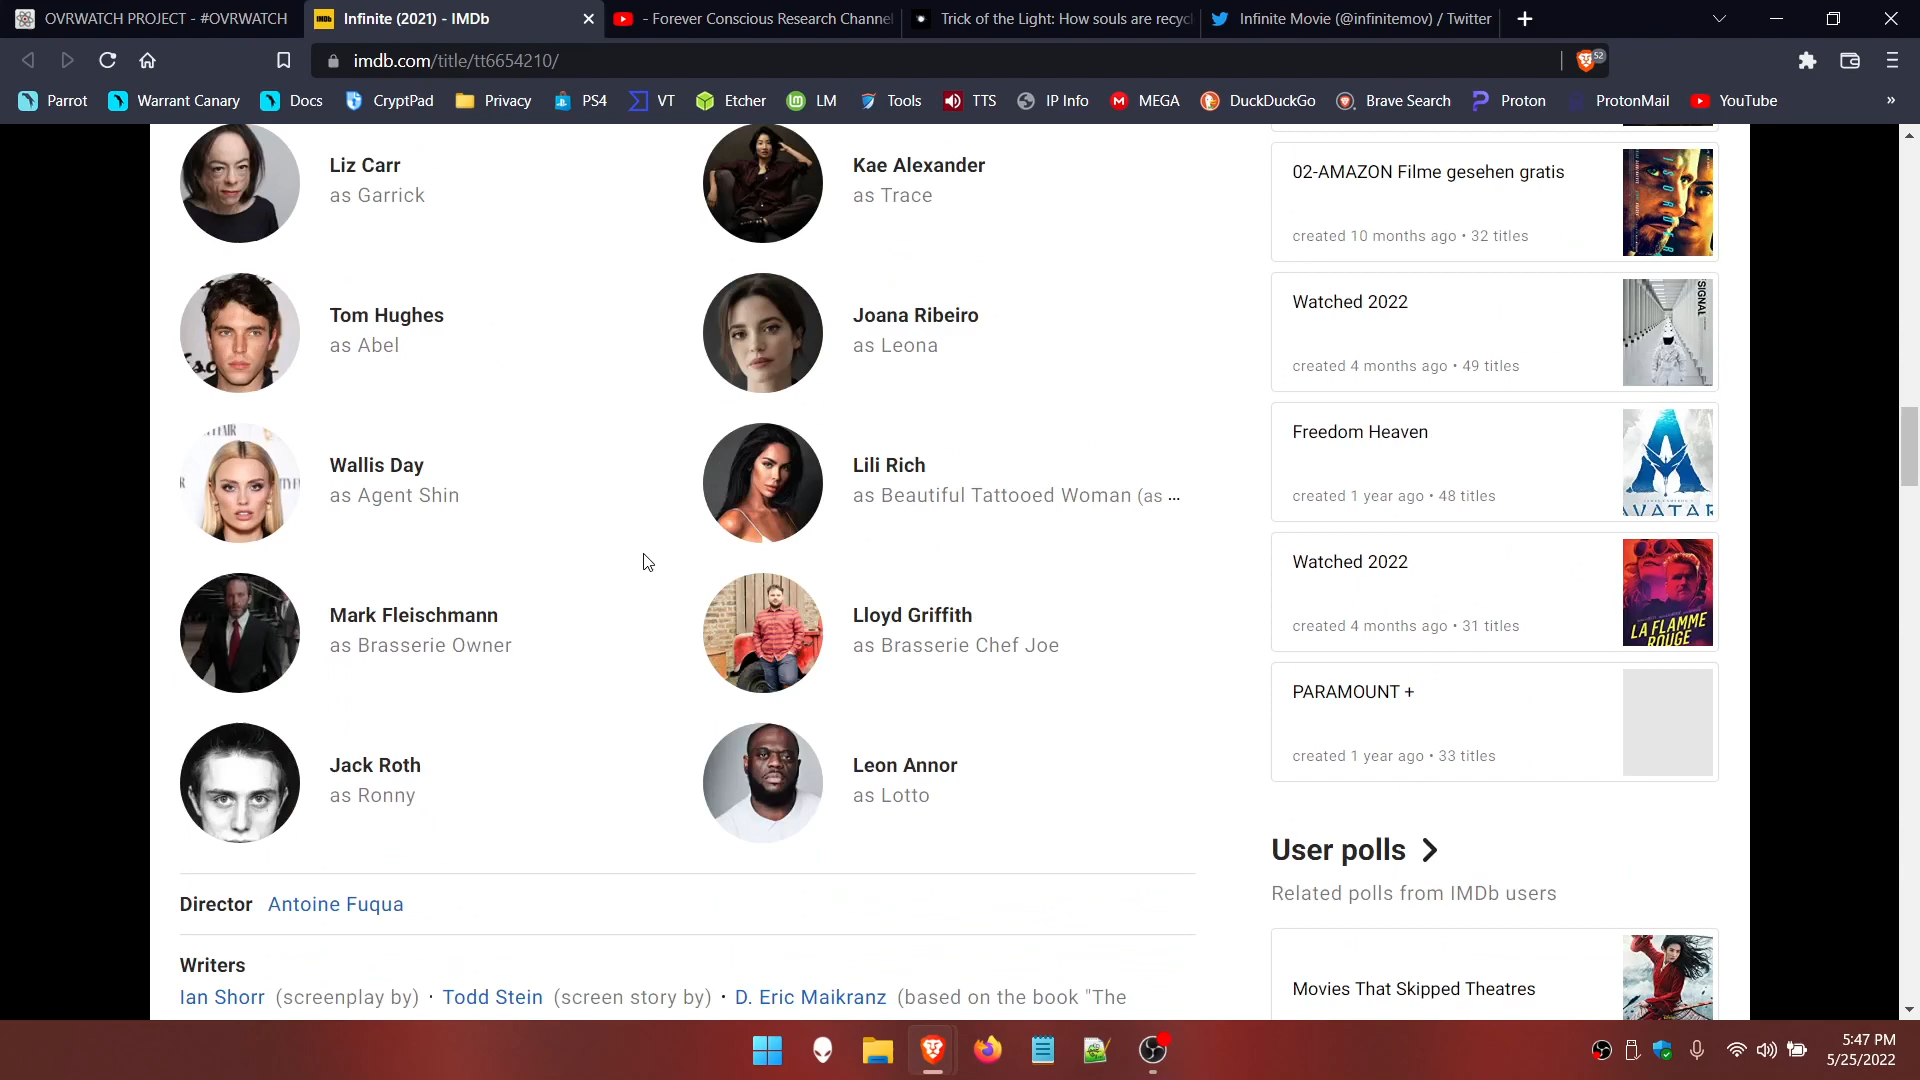 OVRWATCH PROJECT - #OVRWATCH
IMDb Infinite (2021) - IMDb
- Forever Conscious Research Channel
Trick of the Light: How souls are recycl
Infinite Movie (@infinitemov) / Twitter
imdb.com/title/tt6654210/
52
Parrot
Warrant Canary
Docs
CryptPad
Privacy
PS4
VT
Etcher
LM
Tools
TTS
IP Info
MEGA
DuckDuckGo
Brave Search
Proton
ProtonMail
YouTube
»
Liz Carr
as Garrick
Kae Alexander
as Trace
Tom Hughes
as Abel
Joana Ribeiro
as Leona
Wallis Day
as Agent Shin
Lili Rich
as Beautiful Tattooed Woman (as ...
Mark Fleischmann
as Brasserie Owner
Lloyd Griffith
as Brasserie Chef Joe
Jack Roth
as Ronny
Leon Annor
as Lotto
Director Antoine Fuqua
Writers
Ian Shorr (screenplay by) · Todd Stein (screen story by) · D. Eric Maikranz (based on the book "The
02-AMAZON Filme gesehen gratis
created 10 months ago • 32 titles
Watched 2022
created 4 months ago • 49 titles
SIGNAL
Freedom Heaven
created 1 year ago • 48 titles
AVATAR
Watched 2022
created 4 months ago • 31 titles
LA FLAMME
ROUGE
PARAMOUNT +
created 1 year ago • 33 titles
User polls
Related polls from IMDb users
Movies That Skipped Theatres
5:47 PM
5/25/2022